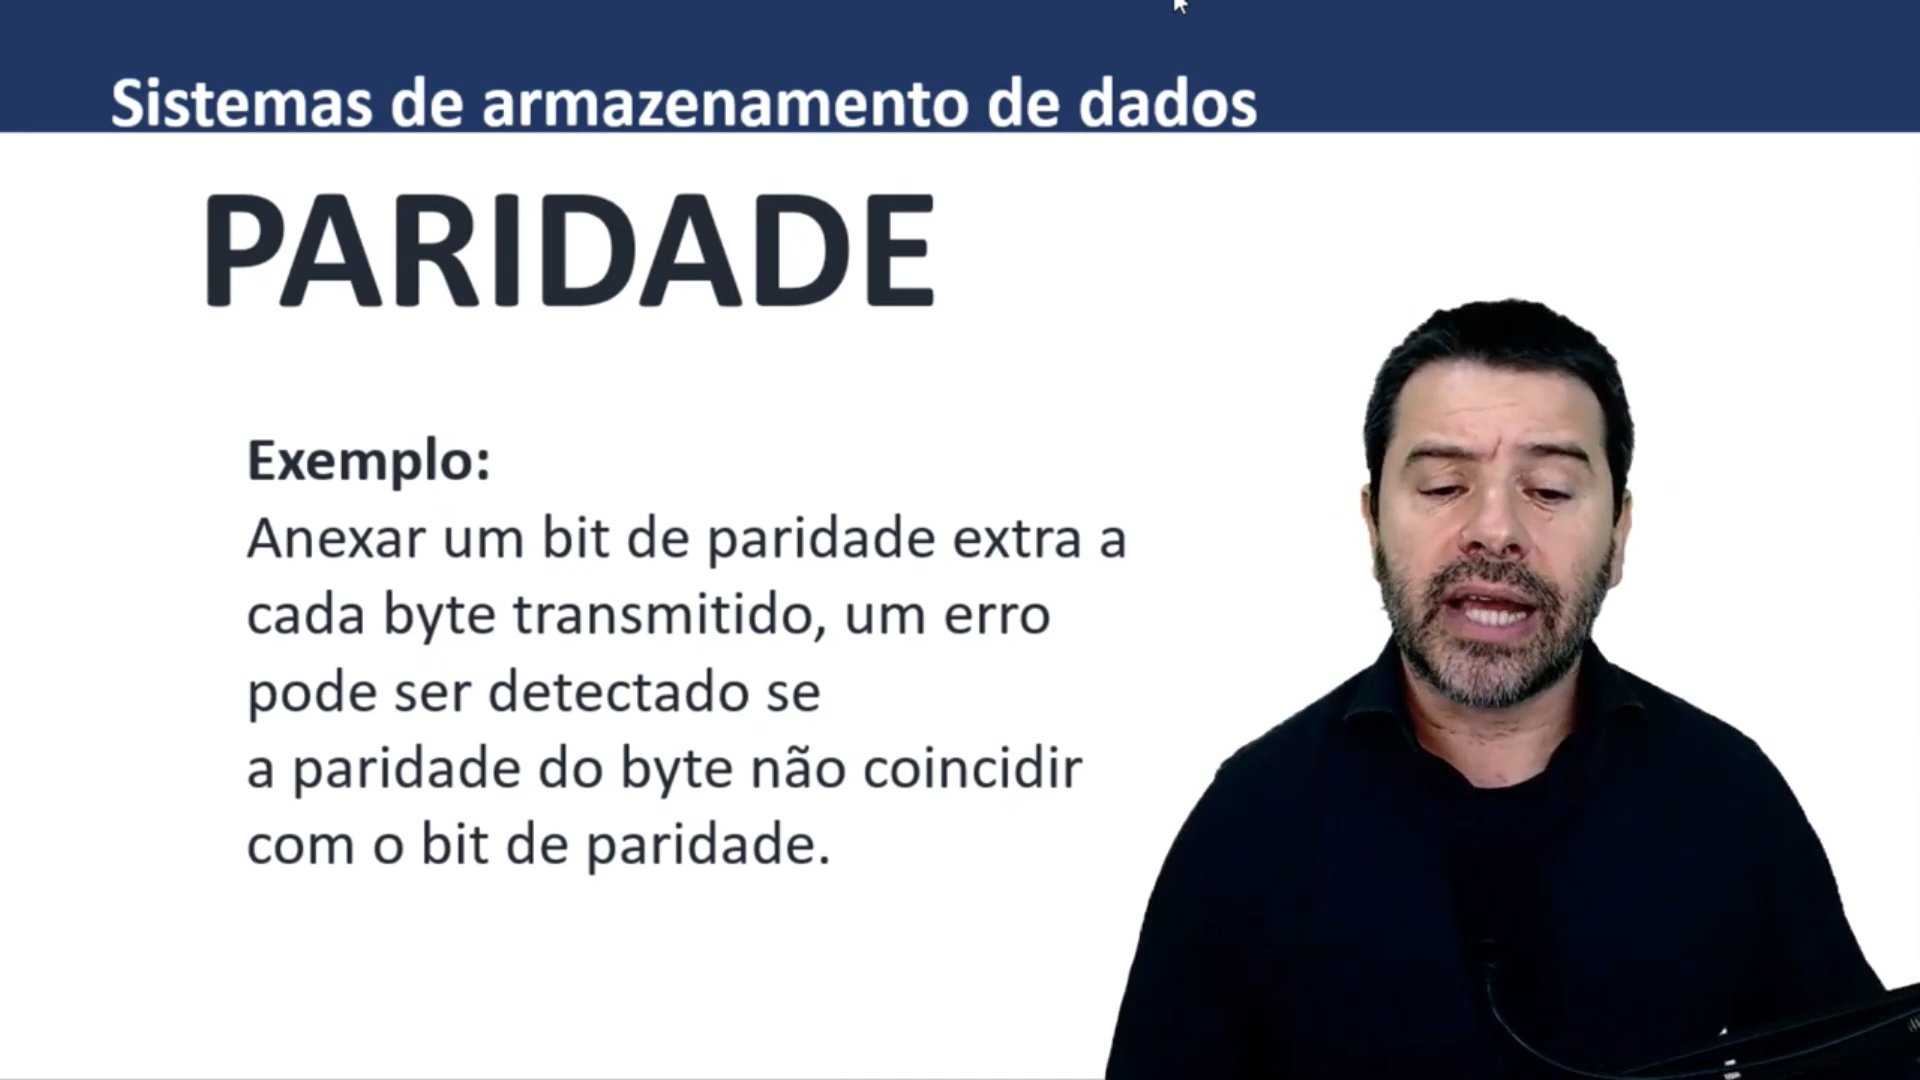 Sistemas de armazenamento de dados
PARIDADE
Exemplo:
Anexar um bit de paridade extra a
cada byte transmitido, um erro
pode ser detectado se
a paridade do byte não coincidir
com o bit de paridade.